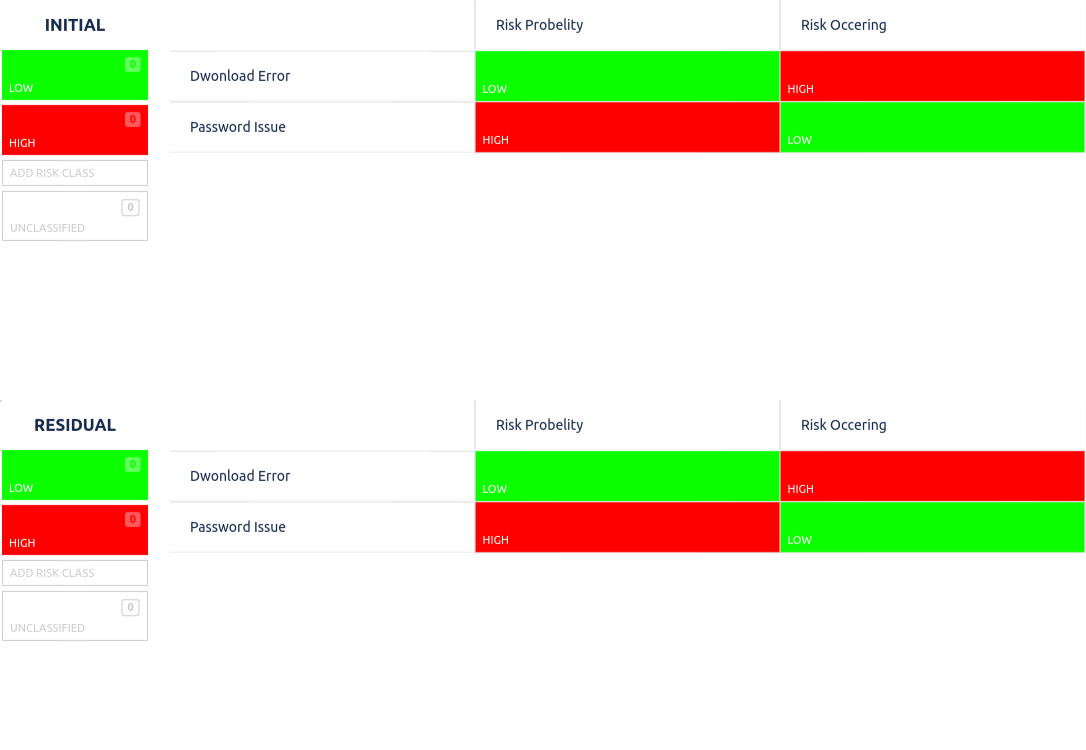 INITIAL
Risk Probelity
Risk Occering
0
LOW
Dwonload Error
LOW
HIGH
0
HIGH
Password Issue
HIGH
LOW
ADD RISK CLASS
0
UNCLASSIFIED
RESIDUAL
Risk Probelity
Risk Occering
0
LOW
Dwonload Error
LOW
HIGH
0
HIGH
Password Issue
HIGH
LOW
ADD RISK CLASS
0
UNCLASSIFIED